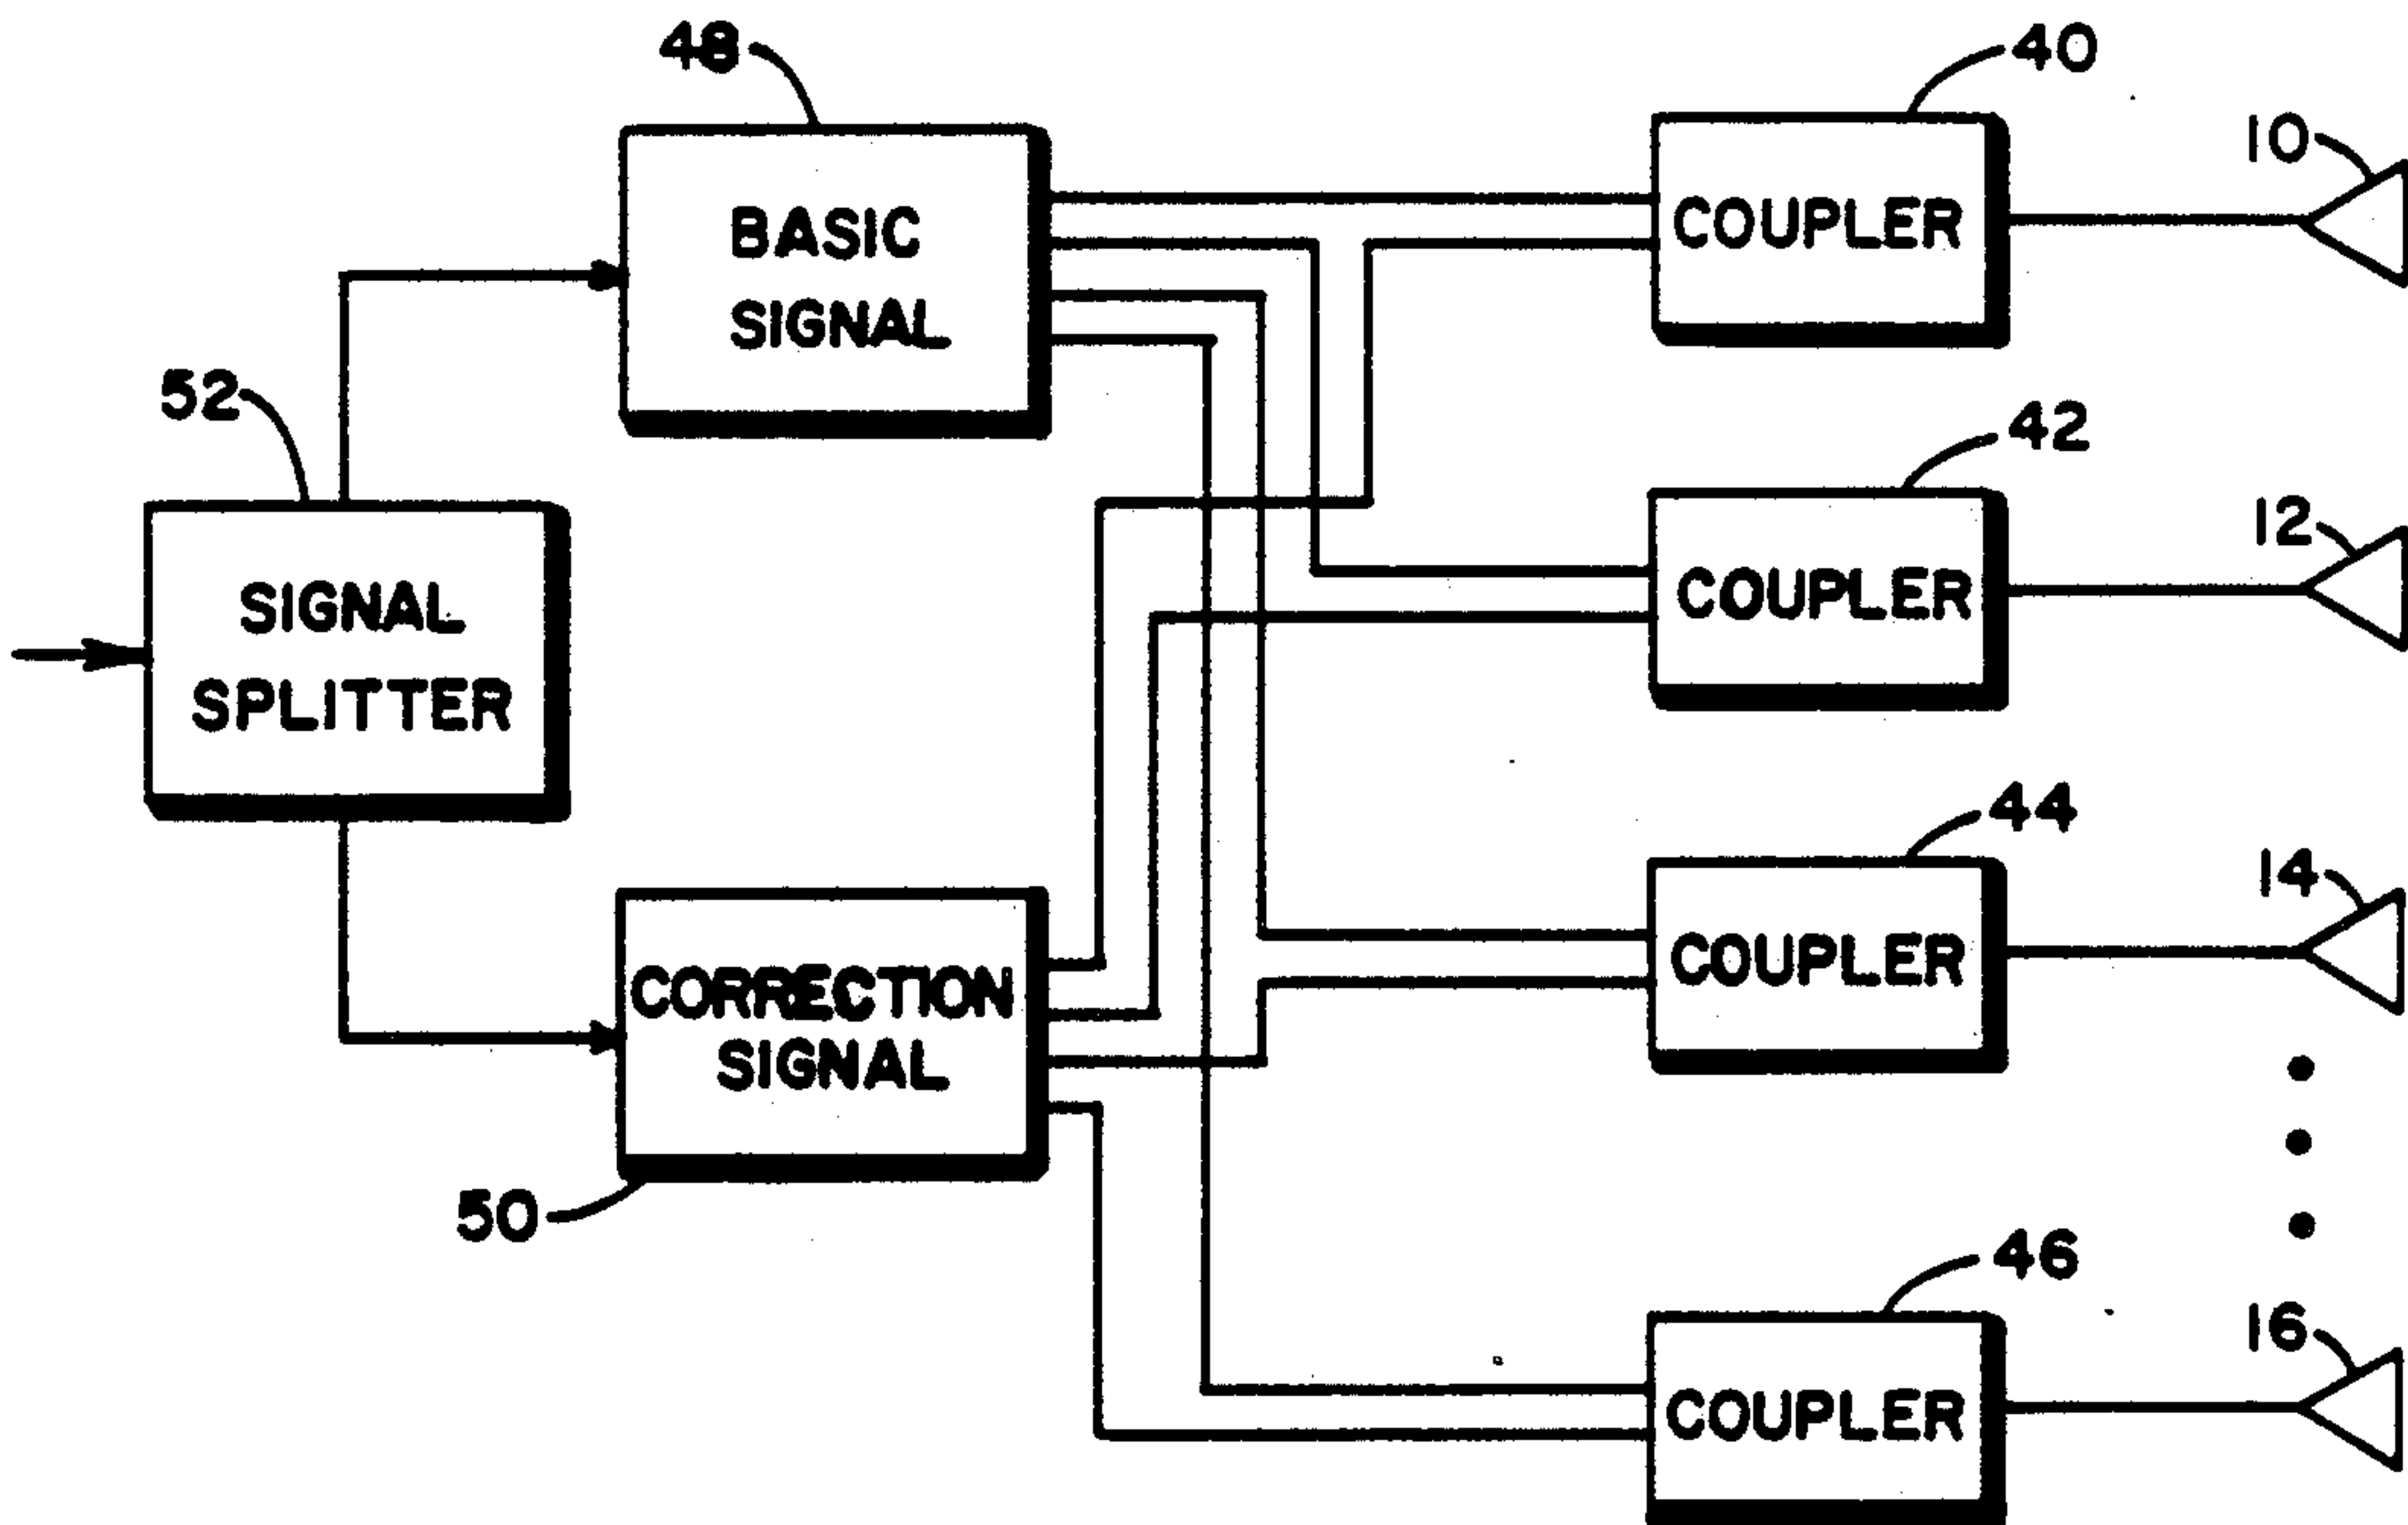 48
40
10
BASIC
SIGNAL
COUPLER
52
42
12
SIGNAL
SPLITTER
COUPLER
44
14
CORRECTION
SIGNAL
COUPLER
50
46
16
COUPLER